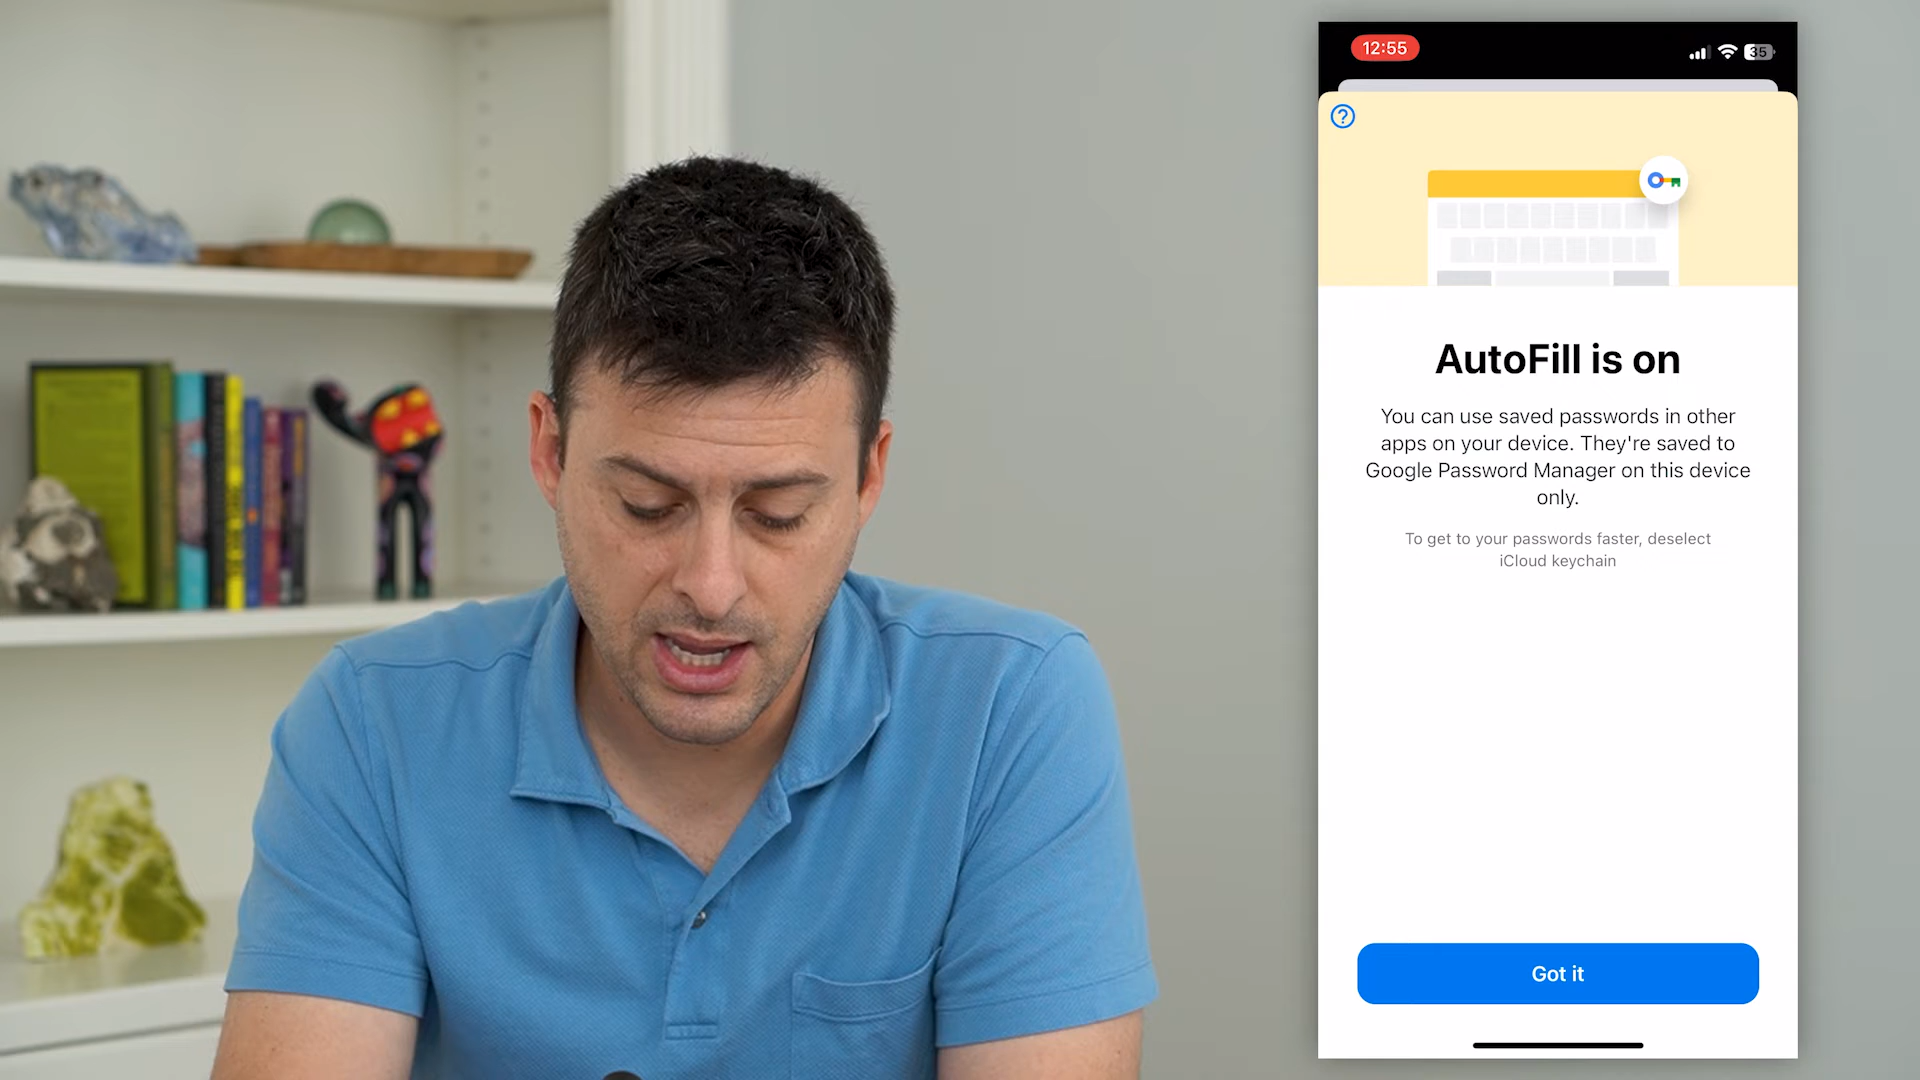 12:55
35
?
AutoFill is on
You can use saved passwords in other
apps on your device. They're saved to
Google Password Manager on this device
only.
To get to your passwords faster, deselect
iCloud keychain
Got it